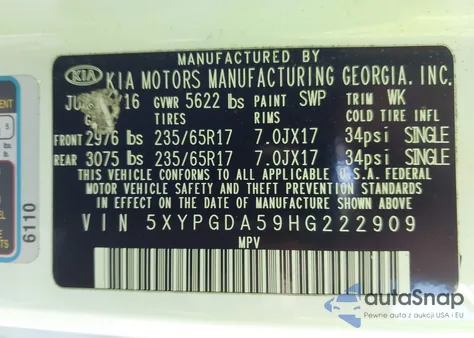 MANUFACTURED BY
KIA KIA MOTORS MANUFACTURING GEORGIA, INC.
16 GVWR 5622 lbs PAINT SWP TRIM WK
TIRES RIMS COLD TIRE INFL
FRONT 2976 lbs 235/65R17 7.0JX17 34psi SINGLE
REAR 3075 lbs 235/65R17 7.0JX17 34psi SINGLE
THIS VEHICLE CONFORMS TO ALL APPLICABLE U.S.A. FEDERAL
MOTOR VEHICLE SAFETY AND THEFT PREVENTION STANDARDS
IN EFFECT ON THE DATE OF MANUFACTURE SHOWN ABOVE.
VIN 5XYPGDA59HG222909
MPV
6110
autoSnap
Pewne auta z aukcji USA i EU